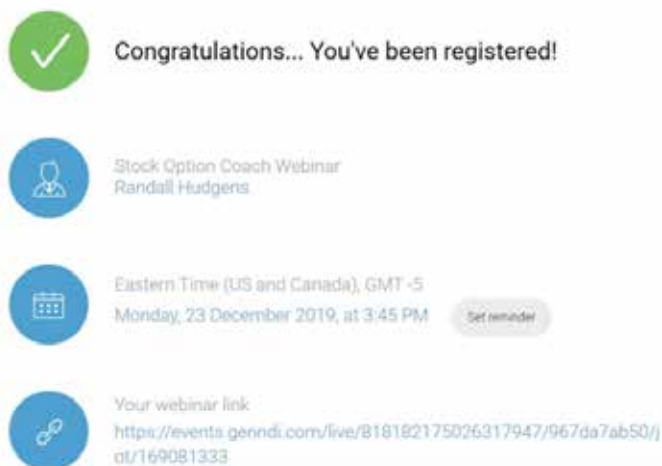 Congratulations... You've been registered!
Stock Option Coach Webinar
Randall Hudgens
Eastern Time (US and Canada), GMT -5
Monday, 23 December 2019, at 3:45 PM
Set reminder
Your webinar link
https://events.genndi.com/live/818182175026317947/967da7ab50/j
ot/169081333